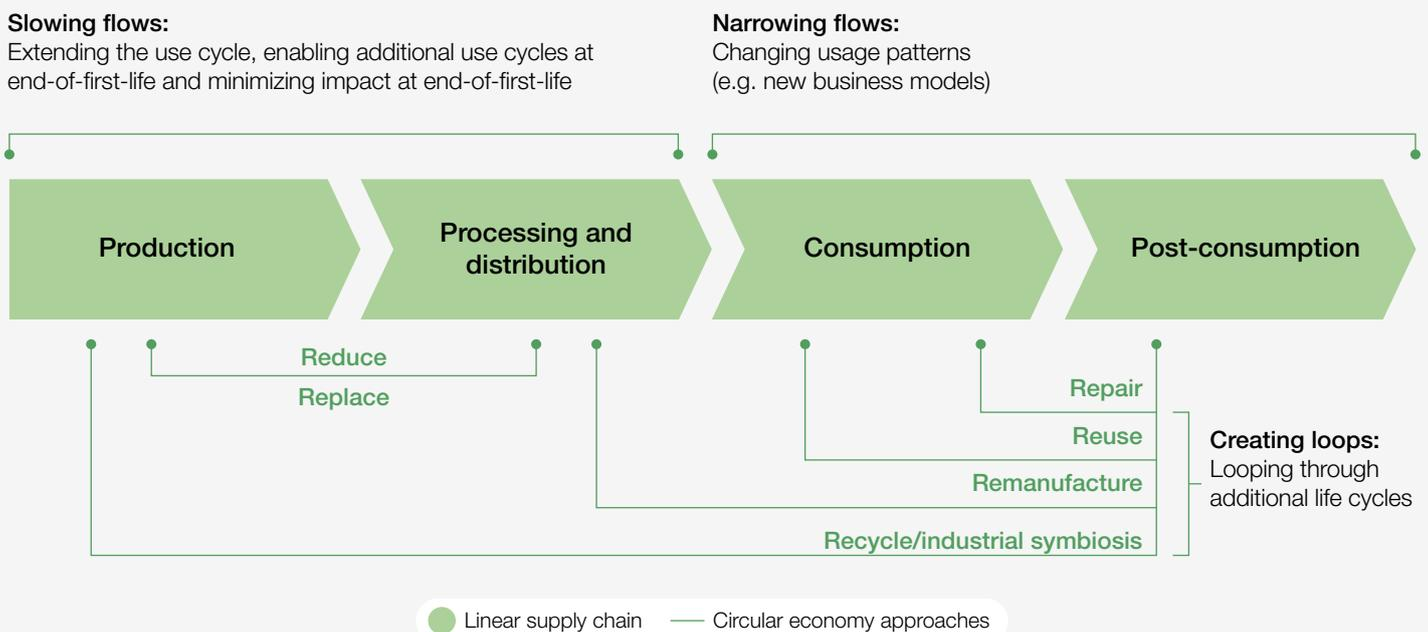 Slowing flows:
Extending the use cycle, enabling additional use cycles at
end-of-first-life and minimizing impact at end-of-first-life
Narrowing flows:
Changing usage patterns
(e.g. new business models)
Production
Processing and
distribution
Consumption
Post-consumption
Reduce
Replace
Repair
Reuse
Remanufacture
Recycle/industrial symbiosis
Creating loops:
Looping through
additional life cycles
Linear supply chain
Circular economy approaches